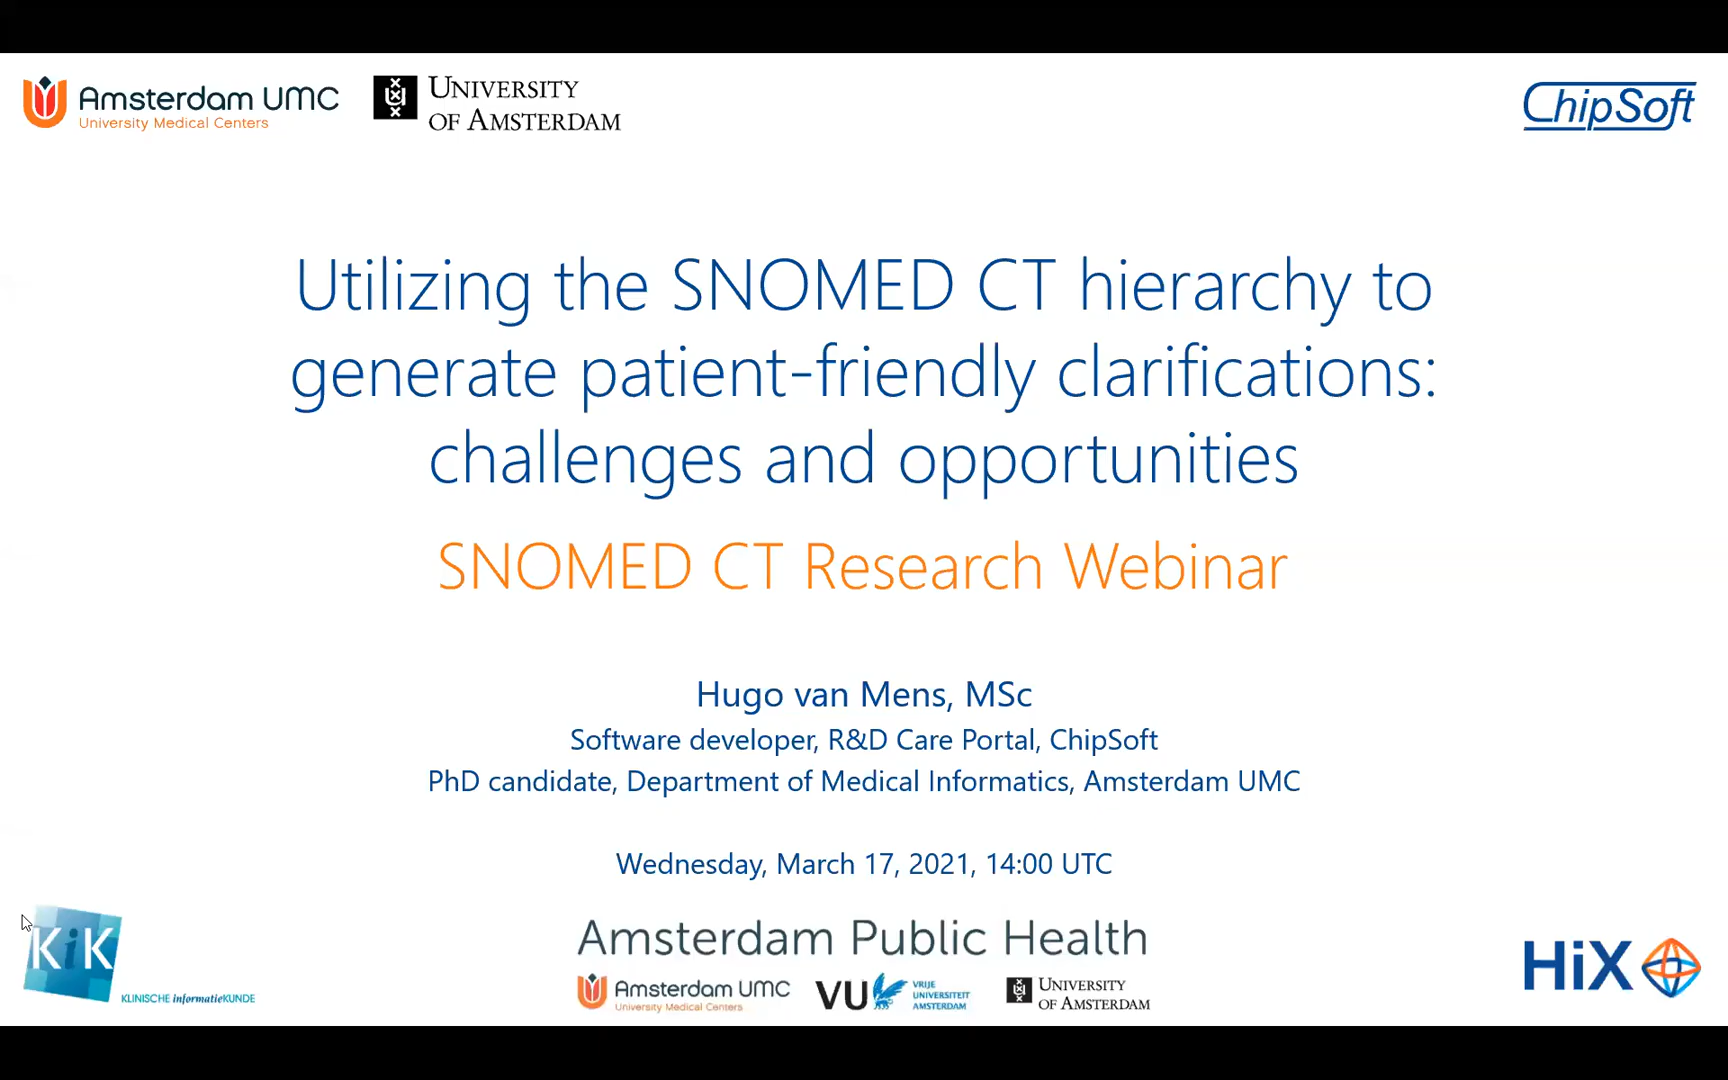 Amsterdam UMC
University Medical Centers
UNIVERSITY
OF AMSTERDAM
ChipSoft
Utilizing the SNOMED CT hierarchy to
generate patient-friendly clarifications:
challenges and opportunities
SNOMED CT Research Webinar
Hugo van Mens, MSc
Software developer, R&D Care Portal, ChipSoft
PhD candidate, Department of Medical Informatics, Amsterdam UMC
Wednesday, March 17, 2021, 14:00 UTC
KiK
KLINISCHE informatieKUNDE
Amsterdam Public Health
Amsterdam UMC
University Medical Centers
VU
VRIJE
UNIVERSITEIT
AMSTERDAM
UNIVERSITY
OF AMSTERDAM
HiX